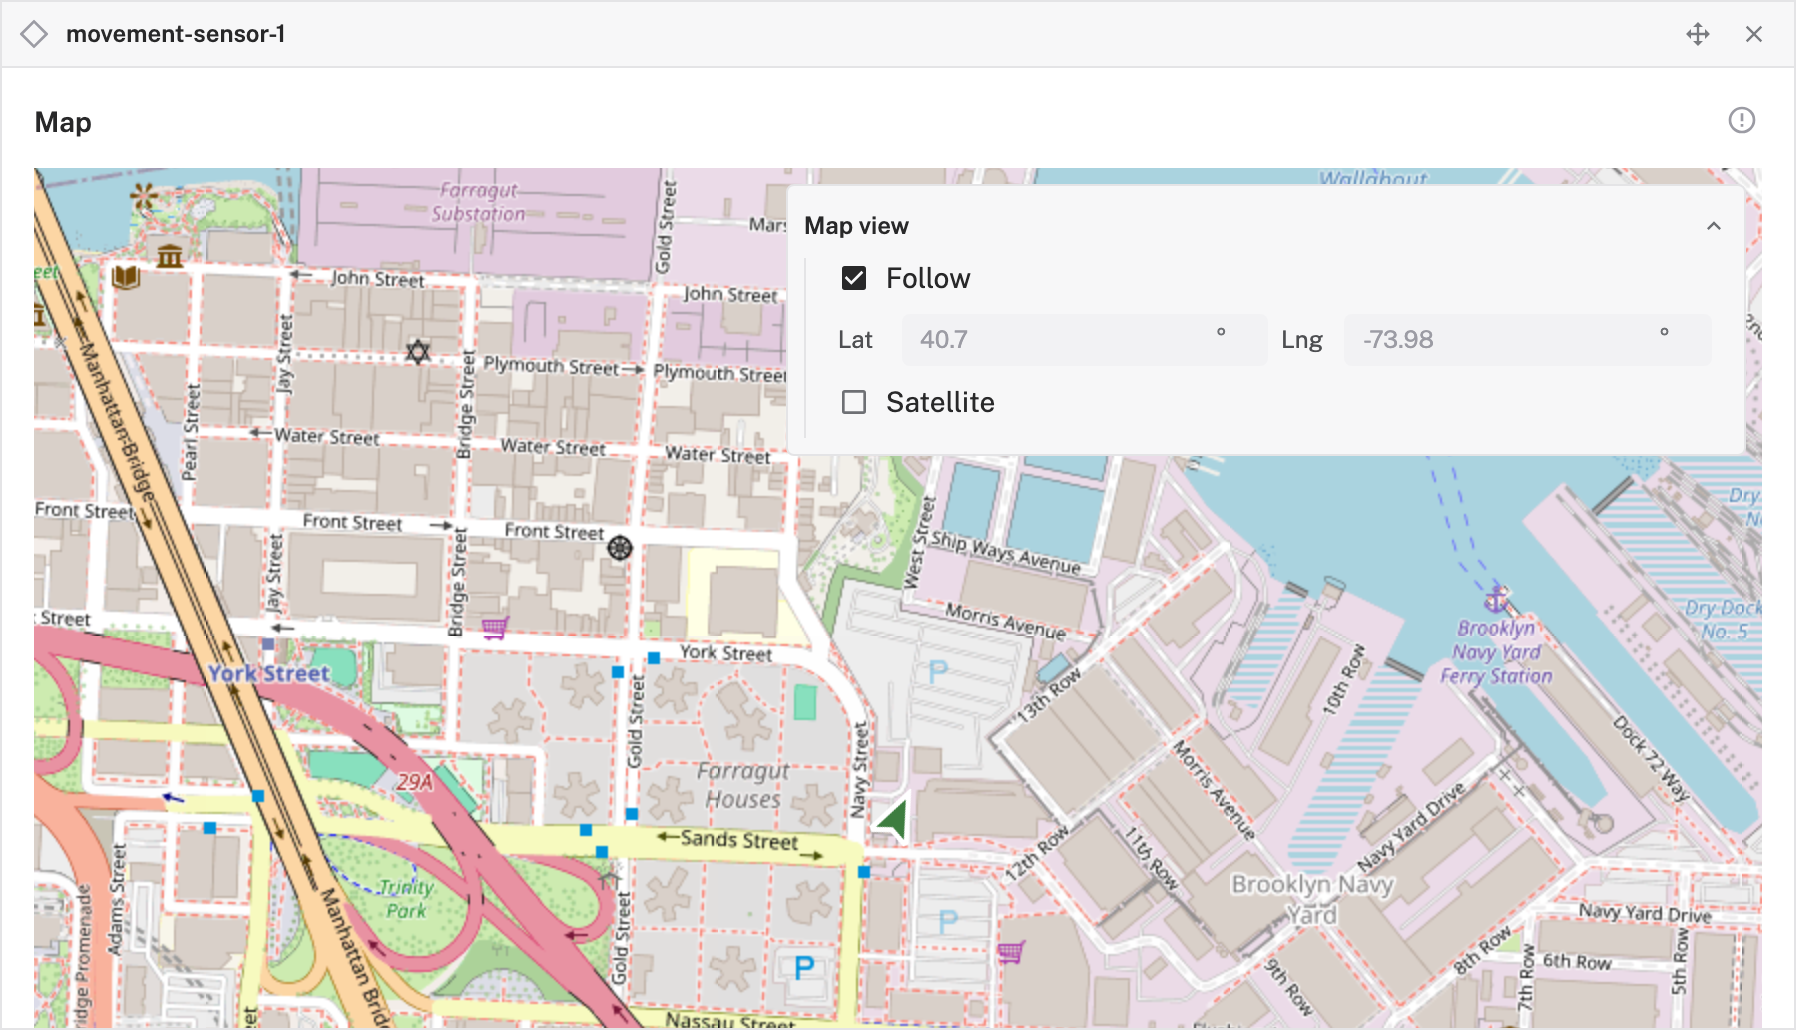 movement-sensor-1
Map
Map view
Follow
Lat
40.7
°
Lng
-73.98
°
Satellite
Wallabout
Farragut
Substation
Gold Street
John Street
John Street
Jay Street
Plymouth Street
Plymouth Street
Manhattan Bridge
Pearl Street
Bridge Street
Water Street
Water Street
Water Street
Front Street
Front Street
Front Street
Jay Street
Bridge Street
West Street
Ship Ways Avenue
Morris Avenue
Street
York Street
York Street
Gold Street
Navy Street
P
13th Row
10th Row
Brooklyn
Navy Yard
Ferry Station
Dry Dock
No. 5
Dock 72 Way
Farragut
Houses
29A
Sands Street
Morris Avenue
Navy Yard Drive
12th Row
11th Row
Brooklyn Navy
Yard
Trinity
Park
Adams Street
Manhattan Bridge
Gold Street
P
P
Navy Yard Drive
8th Row
9th Row
7th Row
6th Row
5th Row
Nassau Street